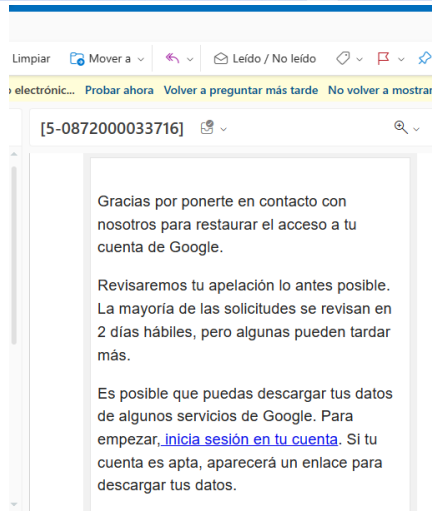 Limpiar Mover a Leído / No leído
o electrónic... Probar ahora Volver a preguntar más tarde No volver a mostrar
[5-0872000033716]
Gracias por ponerte en contacto con
nosotros para restaurar el acceso a tu
cuenta de Google.
Revisaremos tu apelación lo antes posible.
La mayoría de las solicitudes se revisan en
2 días hábiles, pero algunas pueden tardar
más.
Es posible que puedas descargar tus datos
de algunos servicios de Google. Para
empezar, inicia sesión en tu cuenta. Si tu
cuenta es apta, aparecerá un enlace para
descargar tus datos.